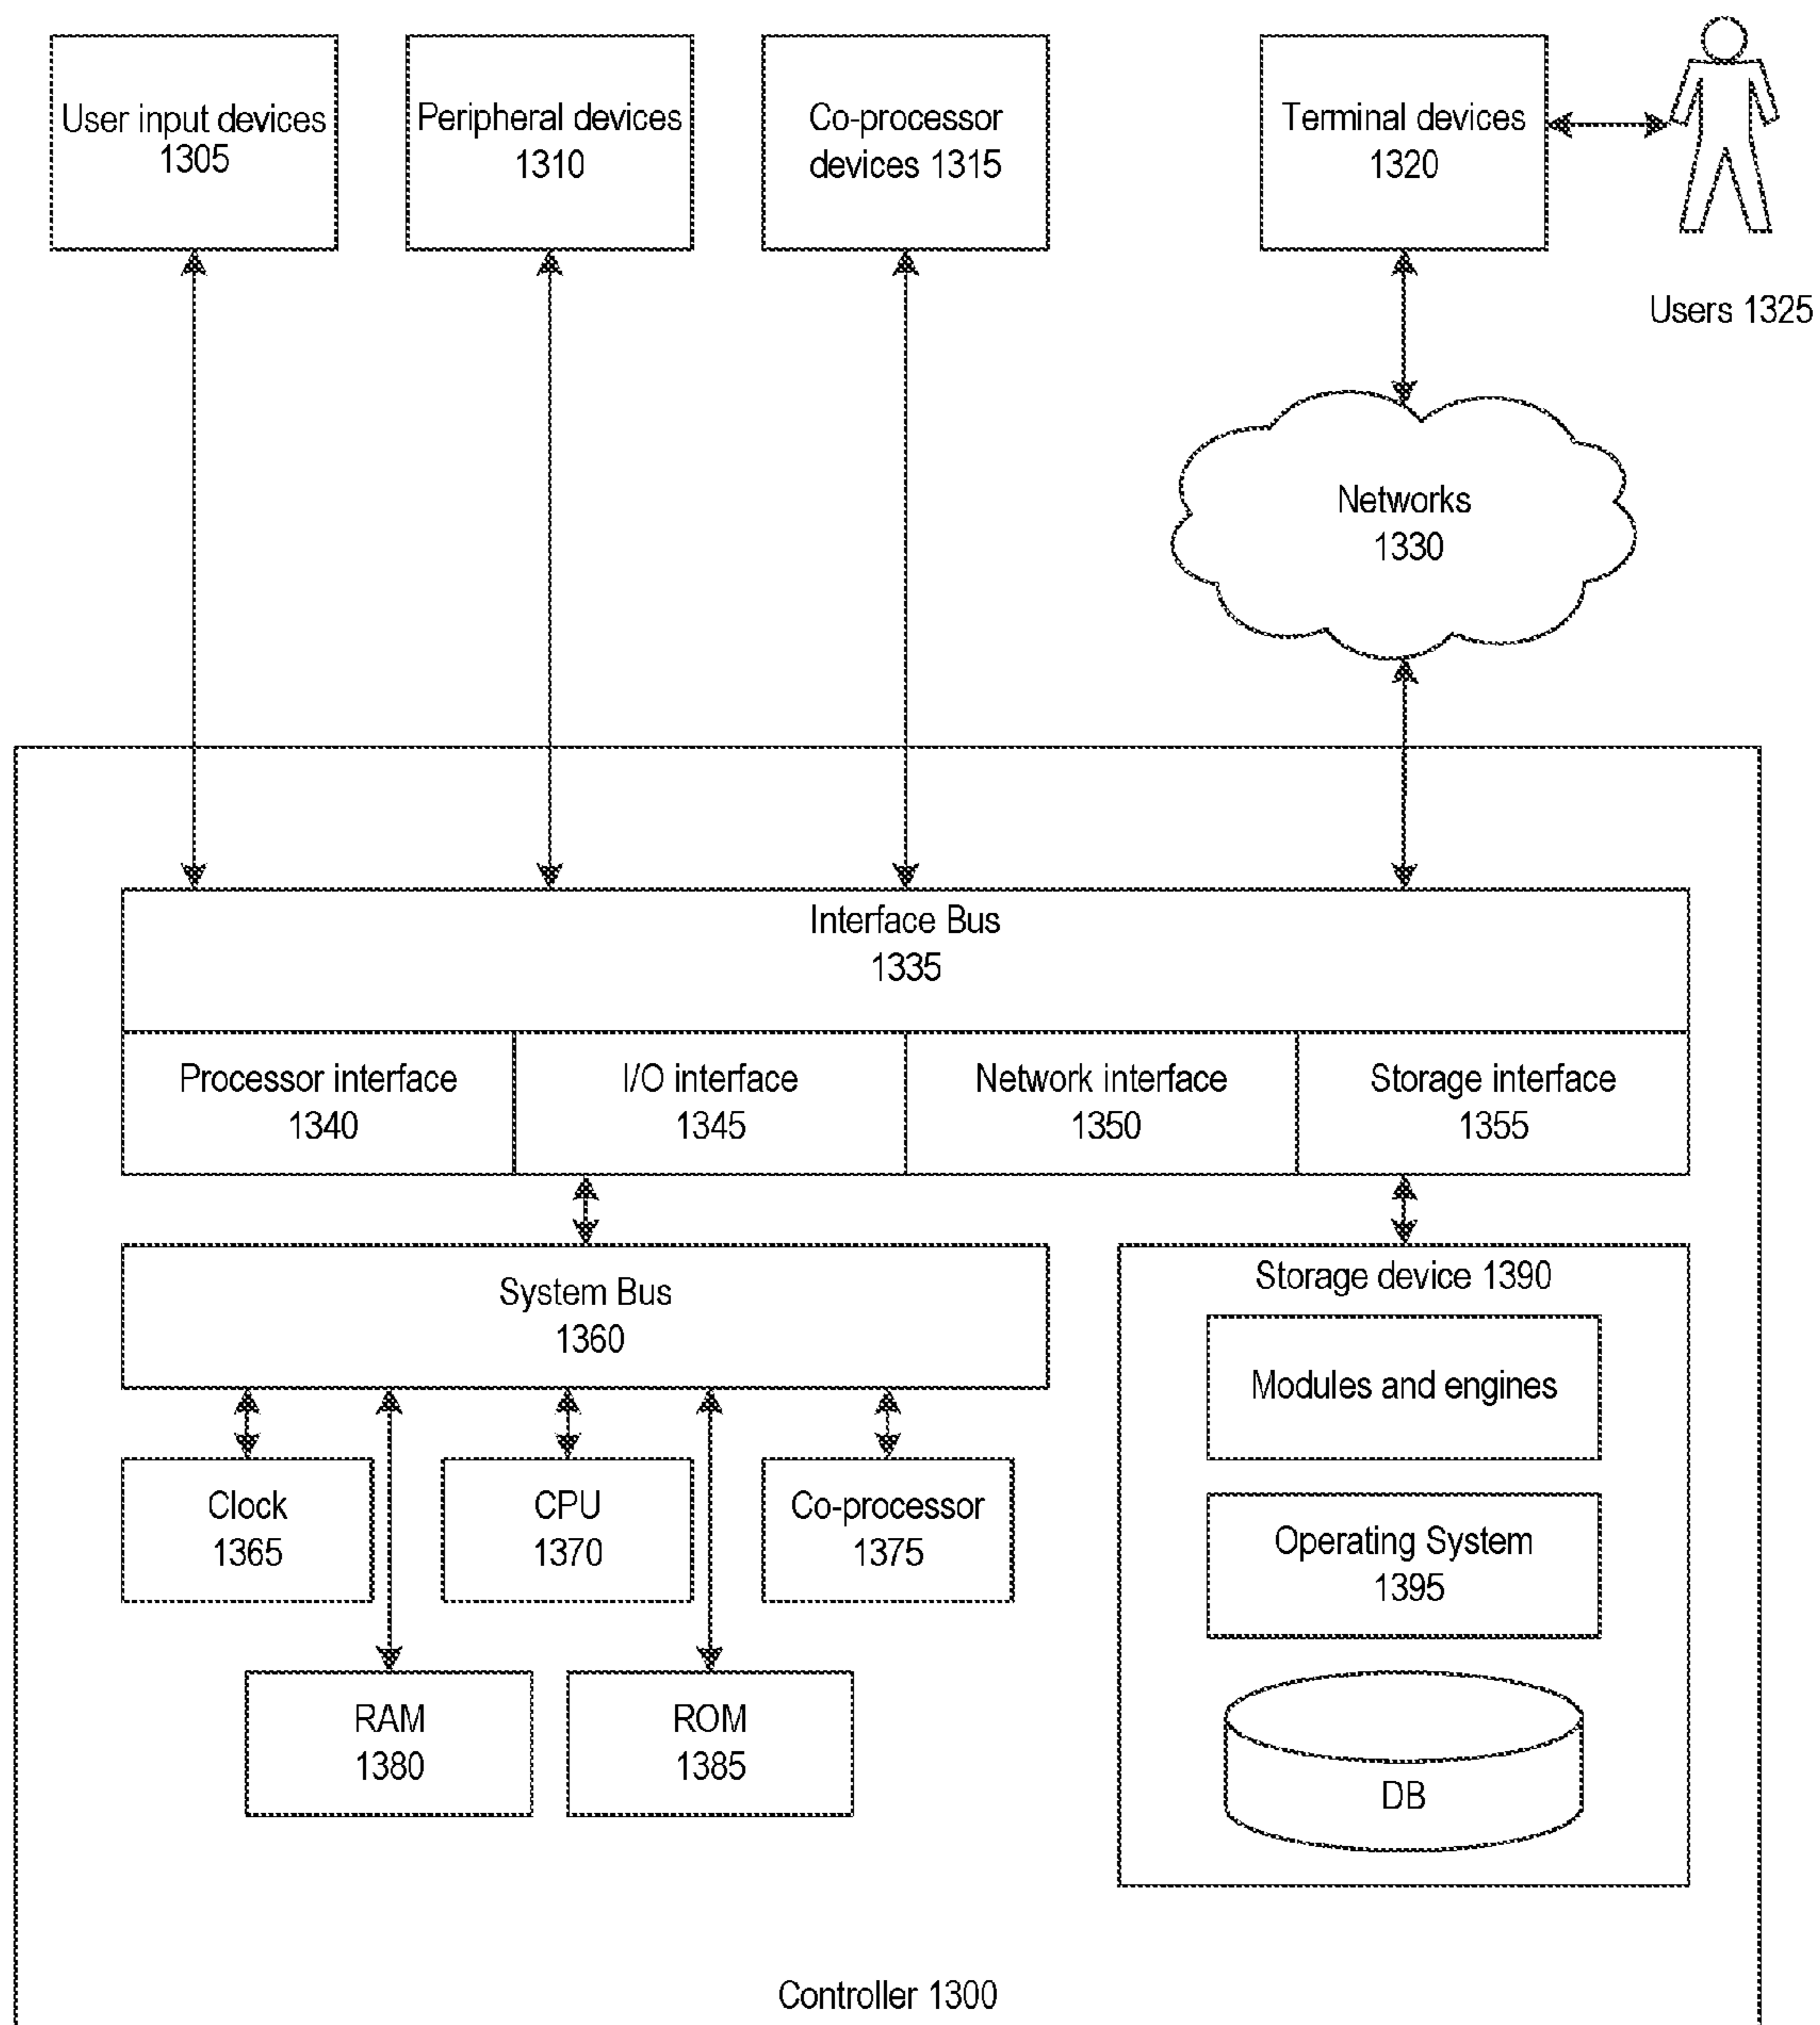 User input devices
1305
Peripheral devices
1310
Co-processor
devices 1315
Terminal devices
1320
Users 1325
Networks
1330
Interface Bus
1335
Processor interface
1340
I/O interface
1345
Network interface
1350
Storage interface
1355
System Bus
1360
Storage device 1390
Modules and engines
Clock
1365
CPU
1370
Co-processor
1375
Operating System
1395
RAM
1380
ROM
1385
DB
Controller 1300